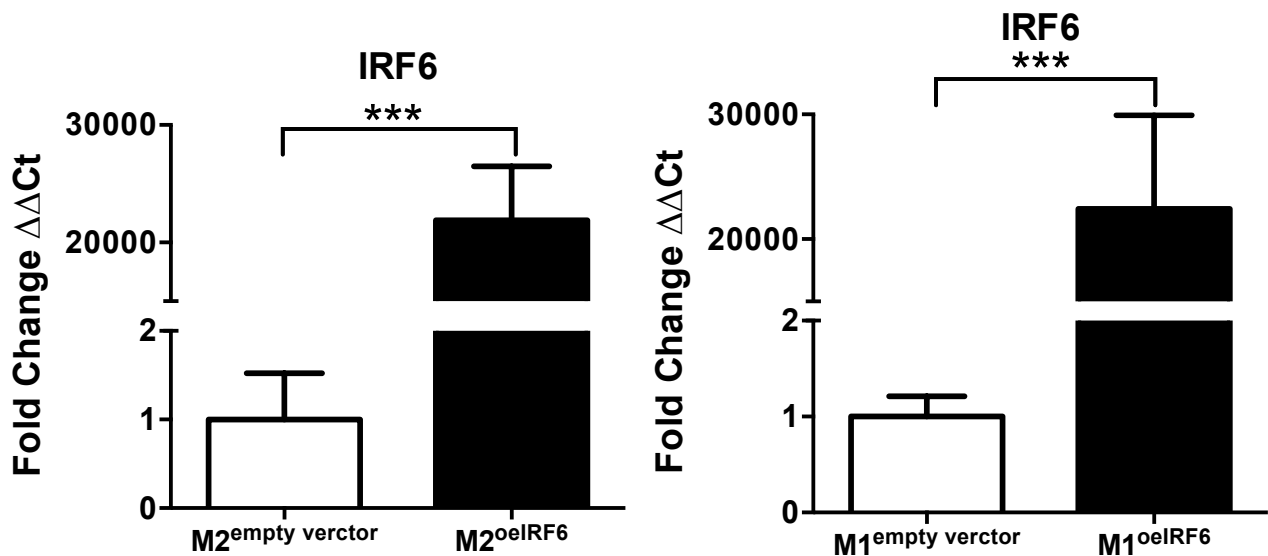 IRF6
***
Fold Change ΔΔCt
30000
20000
2
1
0
M2empty verctor
M2oeIRF6
IRF6
***
Fold Change ΔΔCt
30000
20000
2
1
0
M1empty verctor
M1oeIRF6